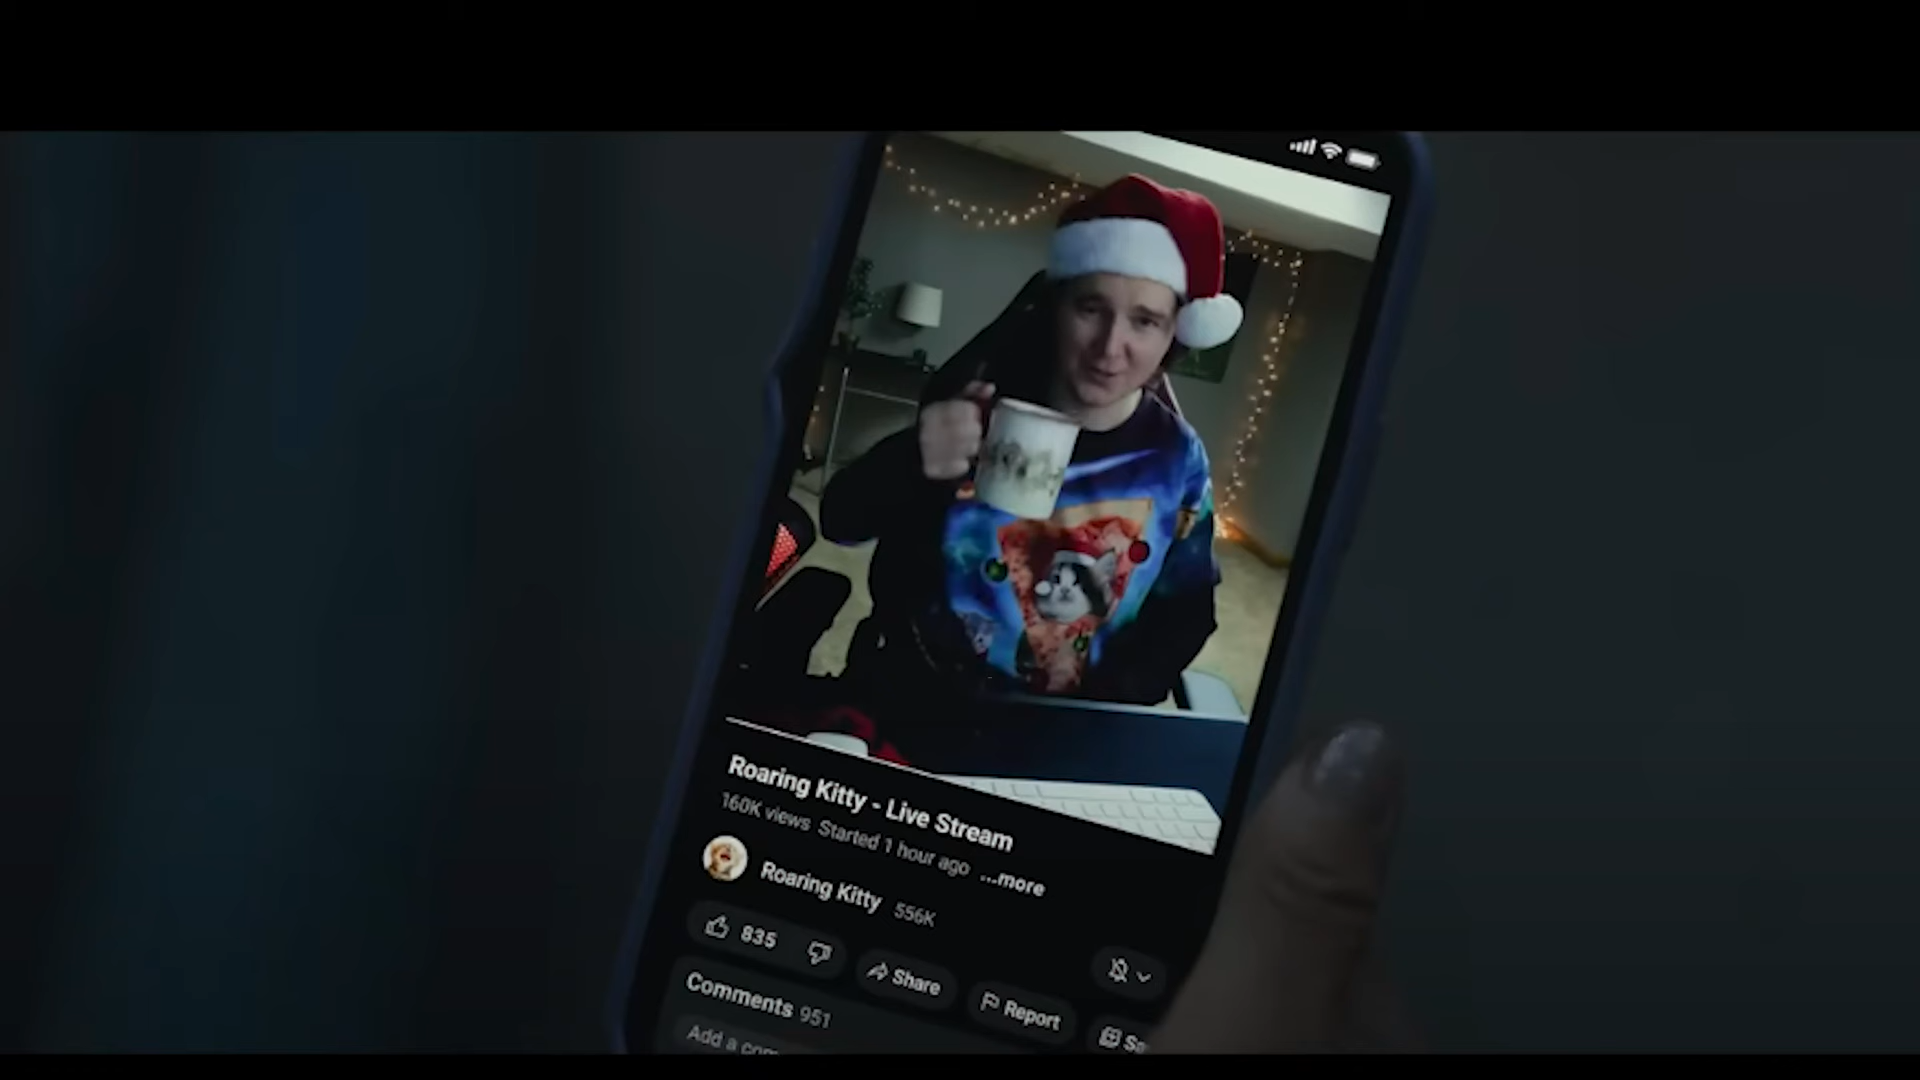 Roaring Kitty - Live Stream
160K views Started 1 hour ago ...more
Roaring Kitty 556K
835
Share
Report
Comments 951
Add a